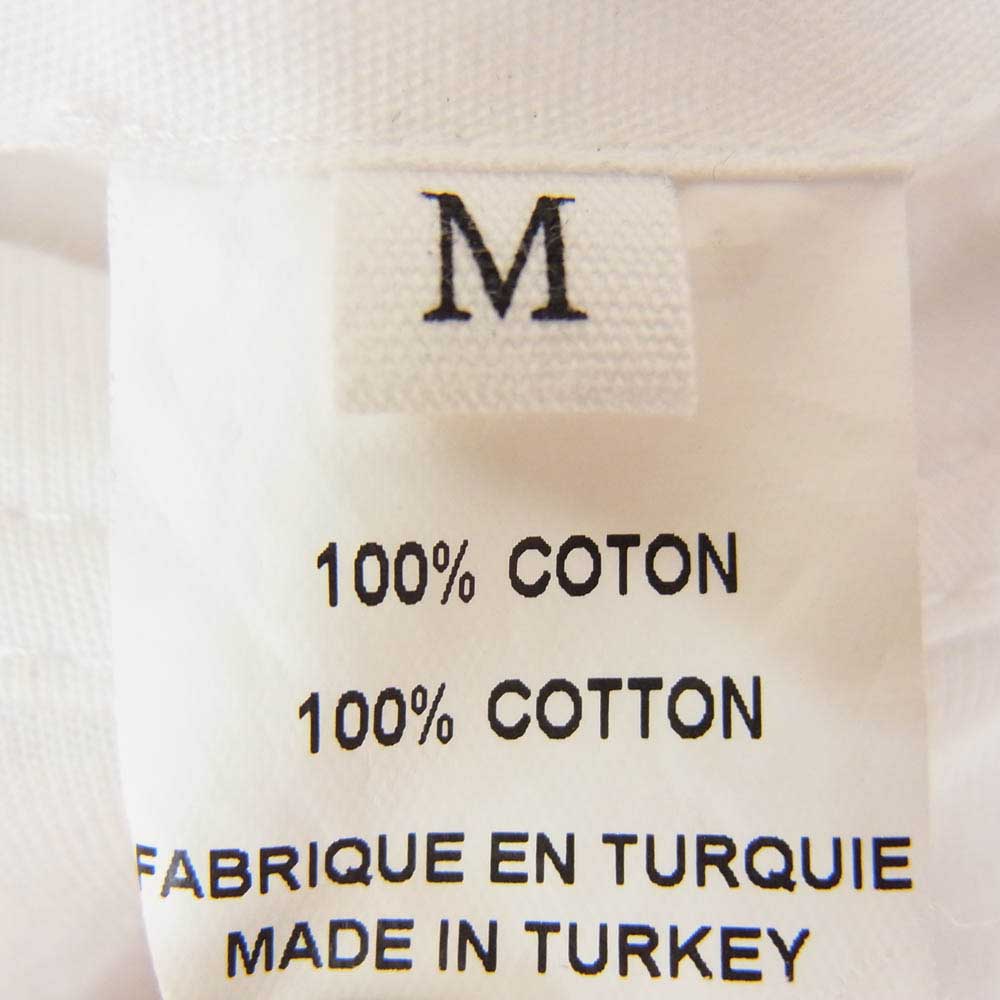 M
100% COTON
100% COTTON
FABRIQUE EN TURQUIE
MADE IN TURKEY